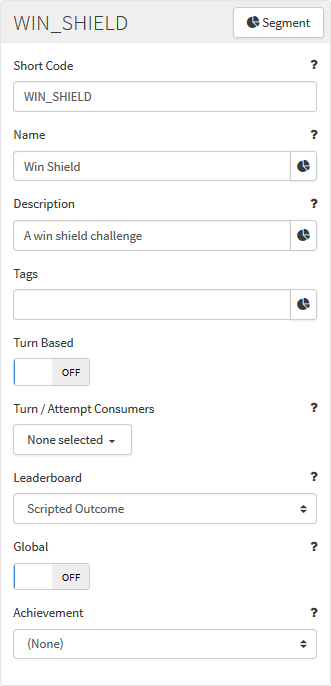 WIN_SHIELD
Segment
Short Code ?
WIN_SHIELD
Name ?
Win Shield
Description ?
A win shield challenge
Tags
Turn Based
OFF
Turn / Attempt Consumers ?
None selected
Leaderboard ?
Scripted Outcome
Global ?
OFF
Achievement ?
(None)